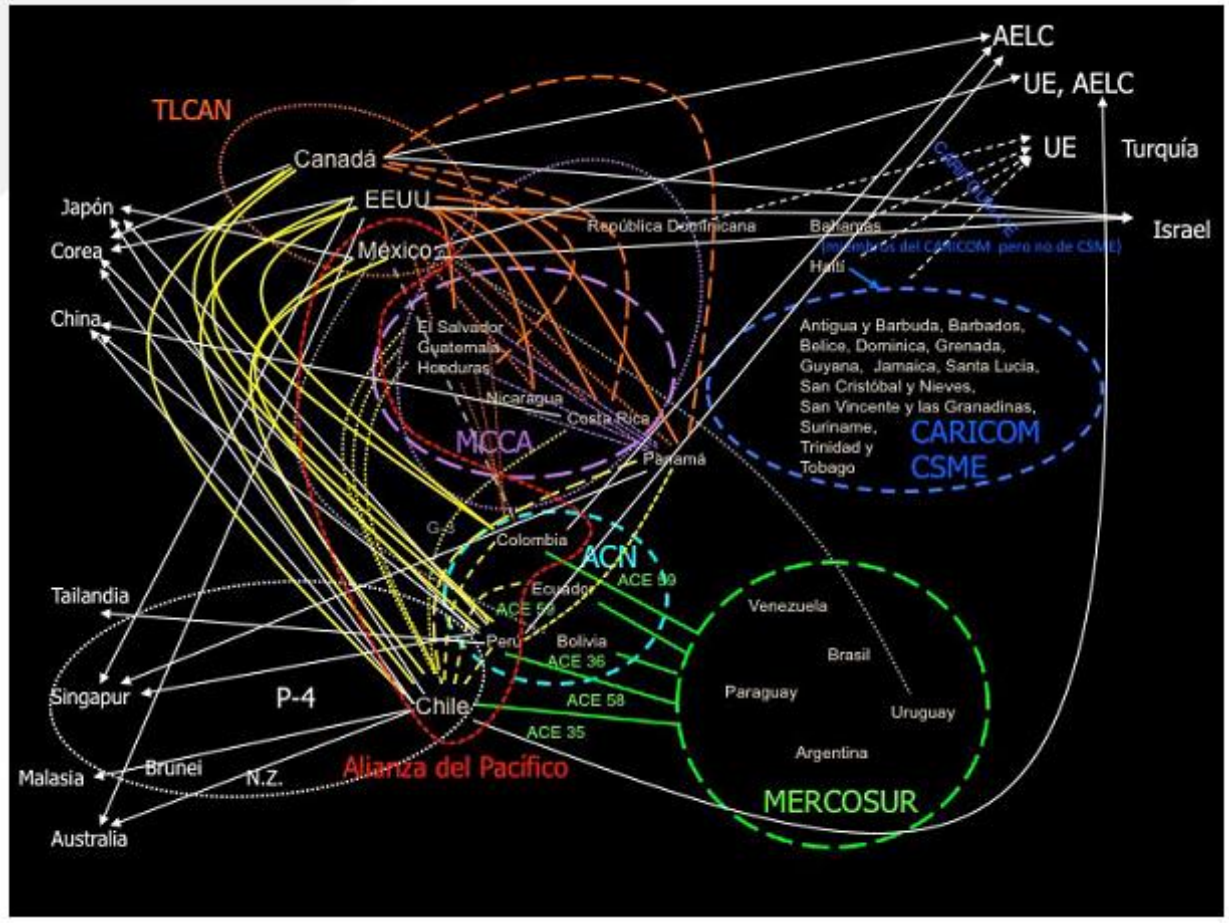 AELC
UE, AELC
TLCAN
UE
Turquía
Canadá
EEUU
Japón
República Dominicana
Bahamas
Israel
Corea
México
(miembros del CARICOM pero no de CSME)
Haití
China
El Salvador
Guatemala
Honduras
Antigua y Barbuda, Barbados,
Belice, Dominica, Grenada,
Guyana, Jamaica, Santa Lucia,
San Cristóbal y Nieves,
San Vincente y las Granadinas,
Suriname,
Trinidad y
Tobago
CARICOM
CSME
Nicaragua
Costa Rica
MCCA
Panamá
G-3
Colombia
ACN
ACE 59
Ecuador
ACE 59
Tailandia
Venezuela
Perú
Bolivia
ACE 36
Brasil
Singapur
P-4
Chile
ACE 58
Paraguay
Uruguay
ACE 35
Argentina
Malasia
Brunei
N.Z.
Alianza del Pacífico
MERCOSUR
Australia